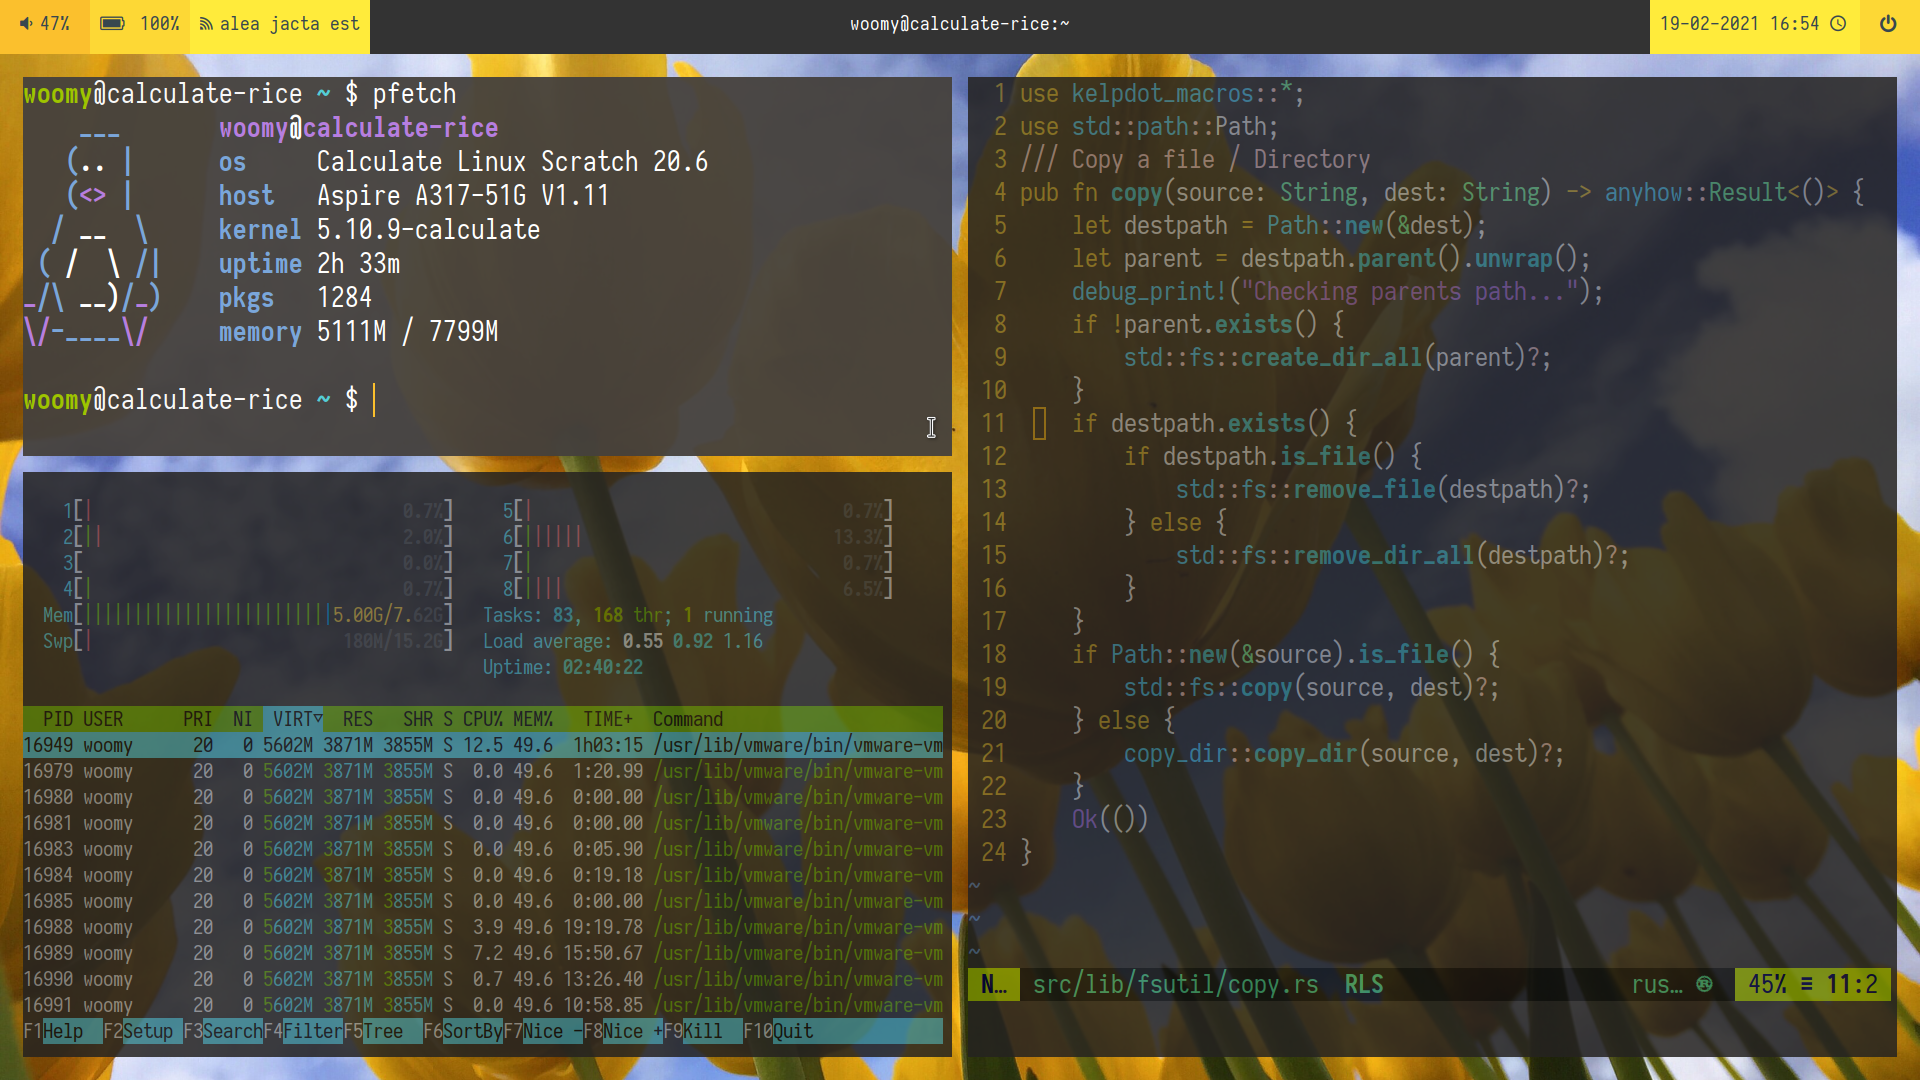 47% 100% alea jacta est
woomy@calculate-rice:~
19-02-2021 16:54
woomy@calculate-rice ~ $ pfetch
woomy@calculate-rice
os Calculate Linux Scratch 20.6
host Aspire A317-51G V1.11
kernel 5.10.9-calculate
uptime 2h 33m
pkgs 1284
memory 5111M / 7799M
woomy@calculate-rice ~ $
1[| 0.7%] 5[| 0.7%]
2[|| 2.0%] 6[|||||| 13.3%]
3[ 0.0%] 7[| 0.7%]
4[| 0.7%] 8[|||| 6.5%]
Mem[|||||||||||||||||||||||||5.00G/7.62G] Tasks: 83, 168 thr; 1 running
Swp[| 180M/15.2G] Load average: 0.55 0.92 1.16
Uptime: 02:40:22
PID USER PRI NI VIRT▽ RES SHR S CPU% MEM% TIME+ Command
16949 woomy 20 0 5602M 3871M 3855M S 12.5 49.6 1h03:15 /usr/lib/vmware/bin/vmware-vm
16979 woomy 20 0 5602M 3871M 3855M S 0.0 49.6 1:20.99 /usr/lib/vmware/bin/vmware-vm
16980 woomy 20 0 5602M 3871M 3855M S 0.0 49.6 0:00.00 /usr/lib/vmware/bin/vmware-vm
16981 woomy 20 0 5602M 3871M 3855M S 0.0 49.6 0:00.00 /usr/lib/vmware/bin/vmware-vm
16983 woomy 20 0 5602M 3871M 3855M S 0.0 49.6 0:05.90 /usr/lib/vmware/bin/vmware-vm
16984 woomy 20 0 5602M 3871M 3855M S 0.0 49.6 0:19.18 /usr/lib/vmware/bin/vmware-vm
16985 woomy 20 0 5602M 3871M 3855M S 0.0 49.6 0:00.00 /usr/lib/vmware/bin/vmware-vm
16988 woomy 20 0 5602M 3871M 3855M S 3.9 49.6 19:19.78 /usr/lib/vmware/bin/vmware-vm
16989 woomy 20 0 5602M 3871M 3855M S 7.2 49.6 15:50.67 /usr/lib/vmware/bin/vmware-vm
16990 woomy 20 0 5602M 3871M 3855M S 0.7 49.6 13:26.40 /usr/lib/vmware/bin/vmware-vm
16991 woomy 20 0 5602M 3871M 3855M S 0.0 49.6 10:58.85 /usr/lib/vmware/bin/vmware-vm
F1Help F2Setup F3SearchF4FilterF5Tree F6SortByF7Nice -F8Nice +F9Kill F10Quit
1 use kelpdot_macros::*;
2 use std::path::Path;
3 /// Copy a file / Directory
4 pub fn copy(source: String, dest: String) -> anyhow::Result<()> {
5 let destpath = Path::new(&dest);
6 let parent = destpath.parent().unwrap();
7 debug_print!("Checking parents path...");
8 if !parent.exists() {
9 std::fs::create_dir_all(parent)?;
10 }
11 if destpath.exists() {
12 if destpath.is_file() {
13 std::fs::remove_file(destpath)?;
14 } else {
15 std::fs::remove_dir_all(destpath)?;
16 }
17 }
18 if Path::new(&source).is_file() {
19 std::fs::copy(source, dest)?;
20 } else {
21 copy_dir::copy_dir(source, dest)?;
22 }
23 Ok(())
24 }
~
~
~
N… src/lib/fsutil/copy.rs RLS rus… 45% ≡ 11:2